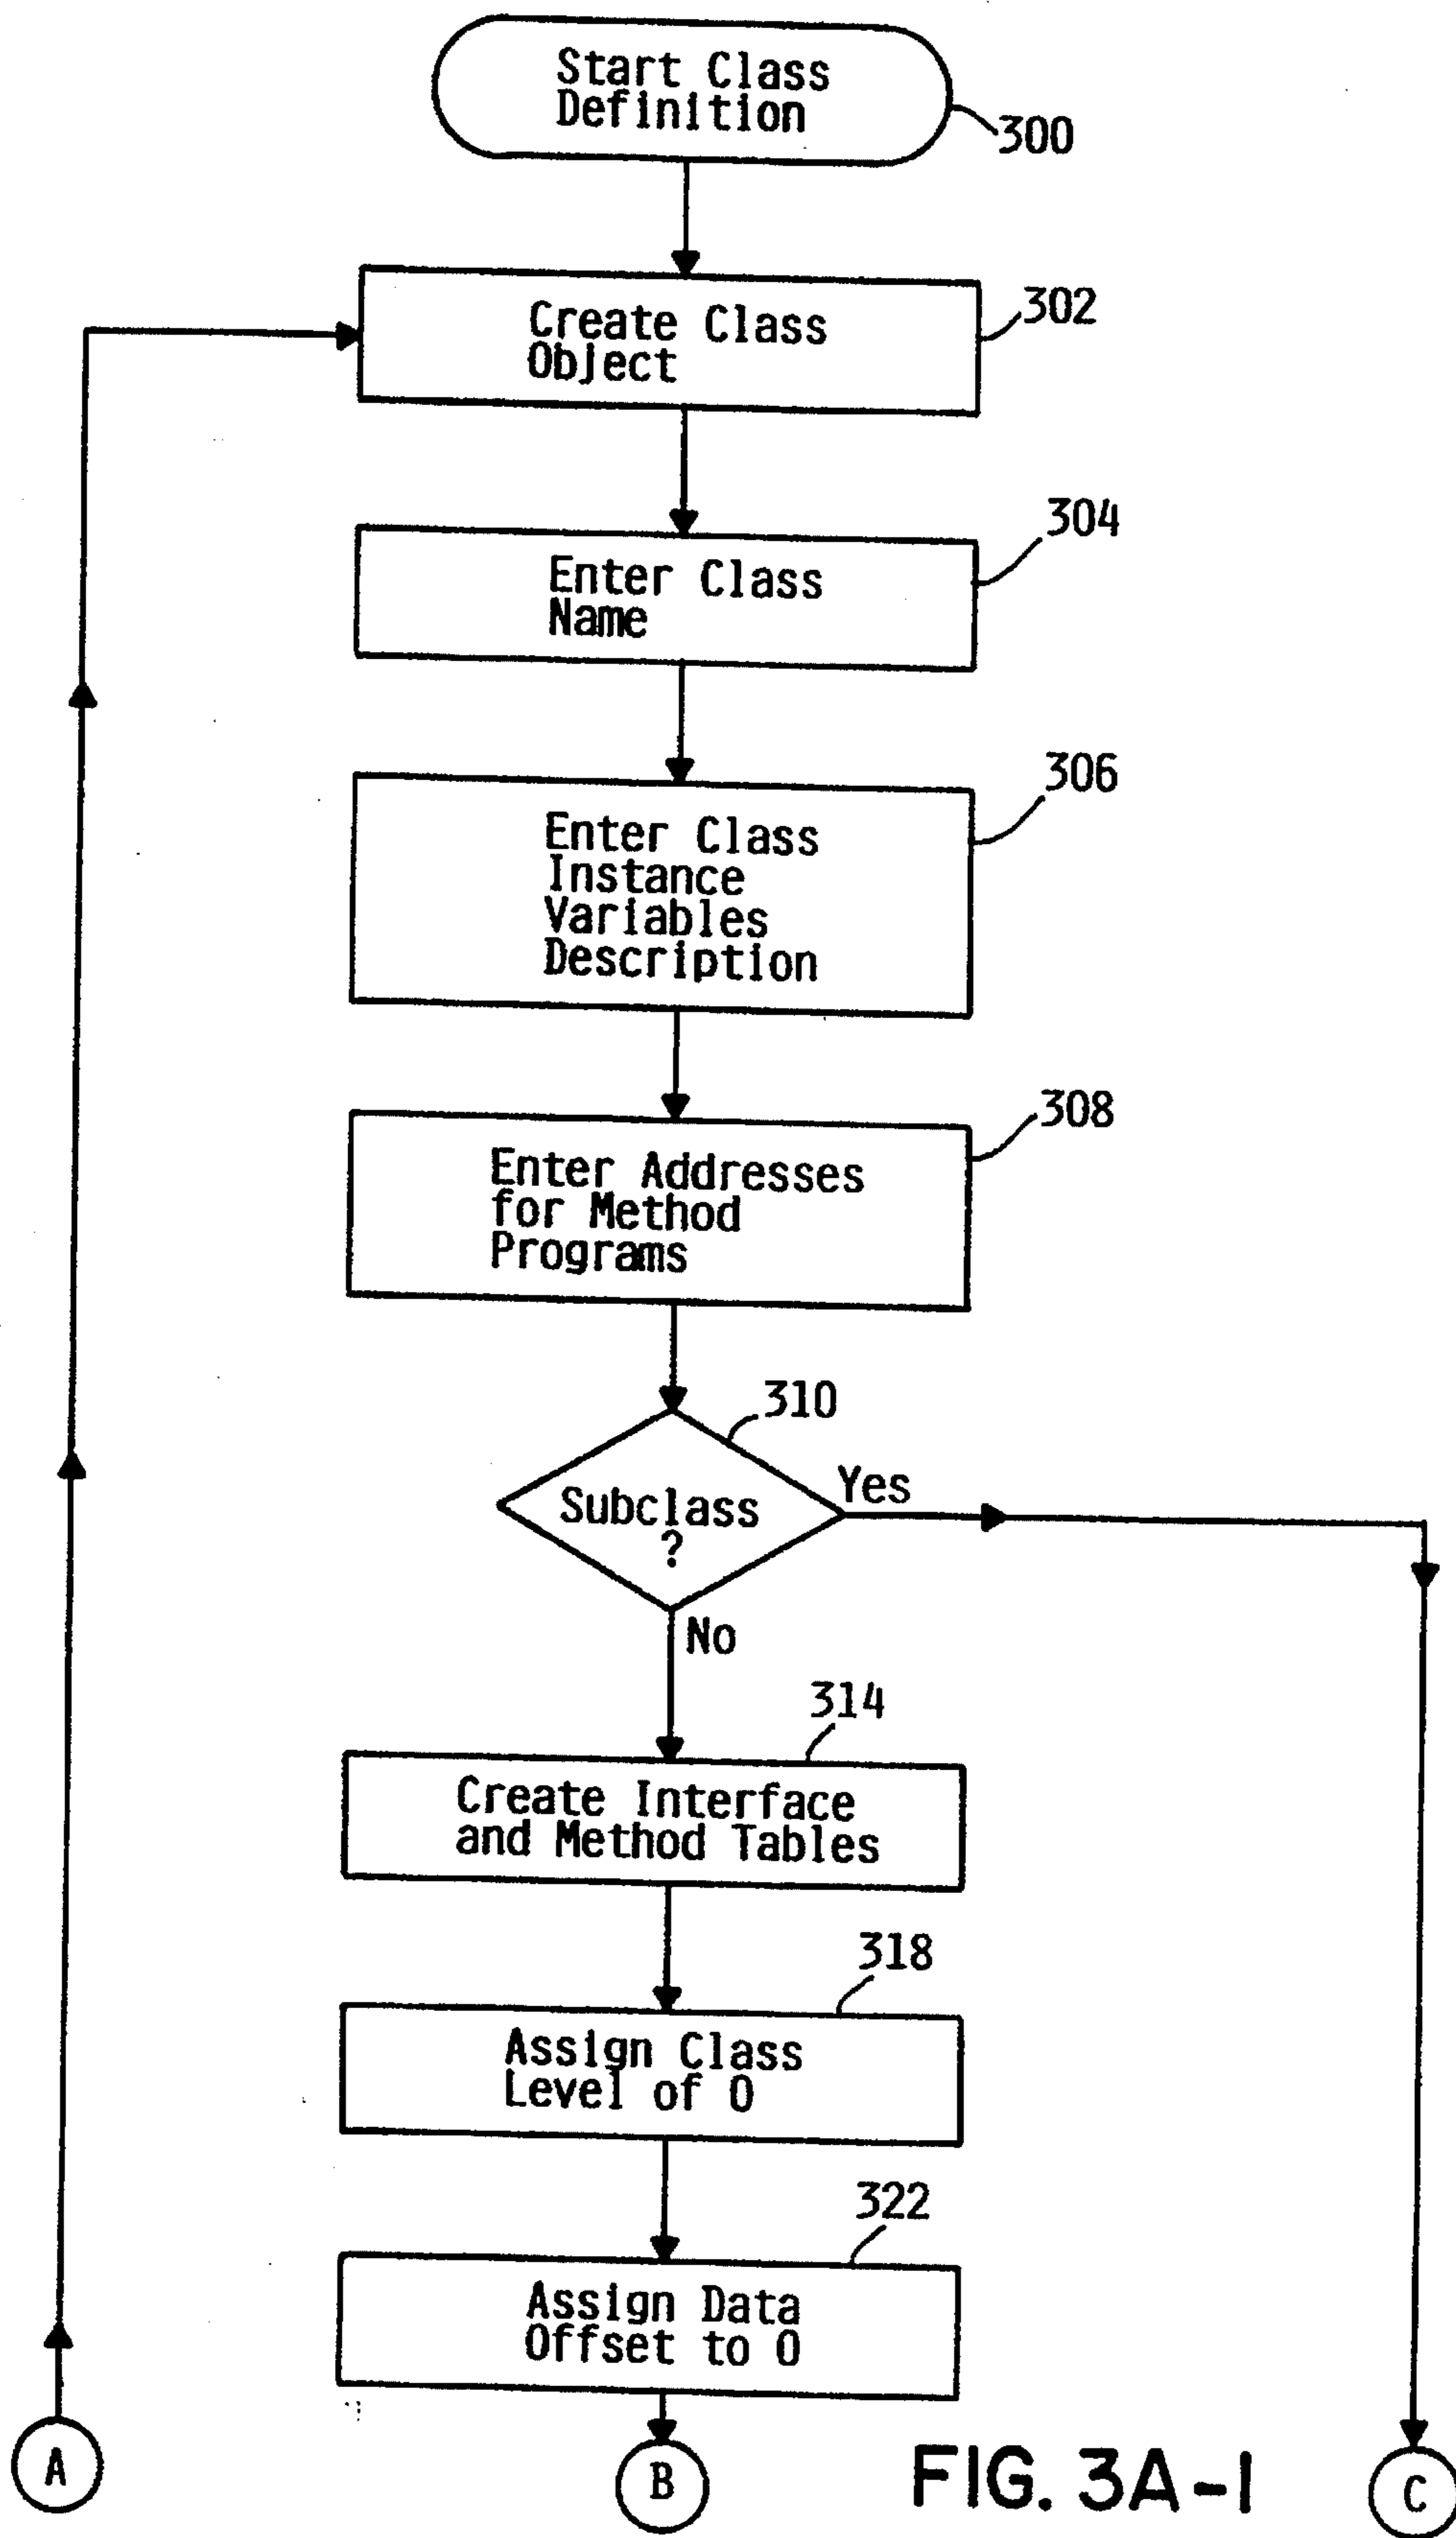 Start Class
Definition
300
Create Class
Object
302
304
Enter Class
Name
306
Enter Class
Instance
Variables
Description
308
Enter Addresses
for Method
Programs
310
Subclass
?
Yes
No
314
Create Interface
and Method Tables
318
Assign Class
Level of 0
322
Assign Data
Offset to 0
A
B
FIG. 3A-1
C